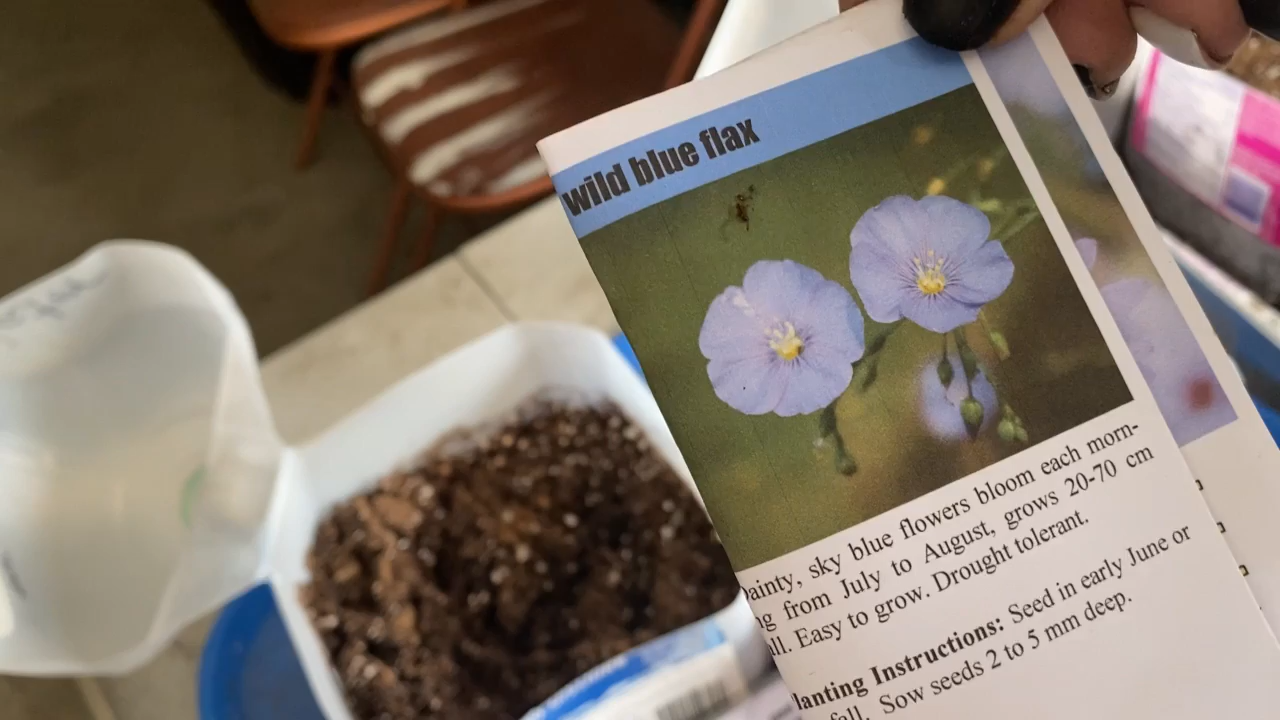 wild blue flax
Dainty, sky blue flowers bloom each morn-
ng from July to August, grows 20-70 cm
all. Easy to grow. Drought tolerant.
lanting Instructions: Seed in early June or
fall. Sow seeds 2 to 5 mm deep.